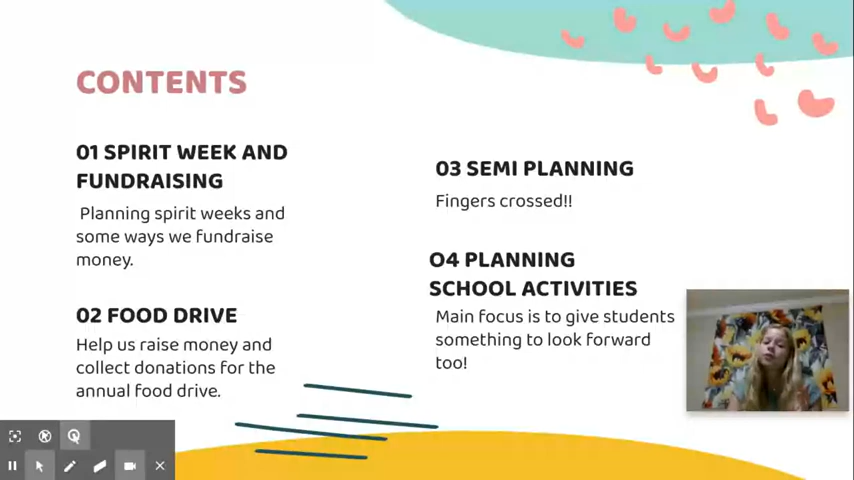 CONTENTS
01 SPIRIT WEEK AND
FUNDRAISING
Planning spirit weeks and
some ways we fundraise
money.
02 FOOD DRIVE
Help us raise money and
collect donations for the
annual food drive.
03 SEMI PLANNING
Fingers crossed!!
O4 PLANNING
SCHOOL ACTIVITIES
Main focus is to give students
something to look forward
too!